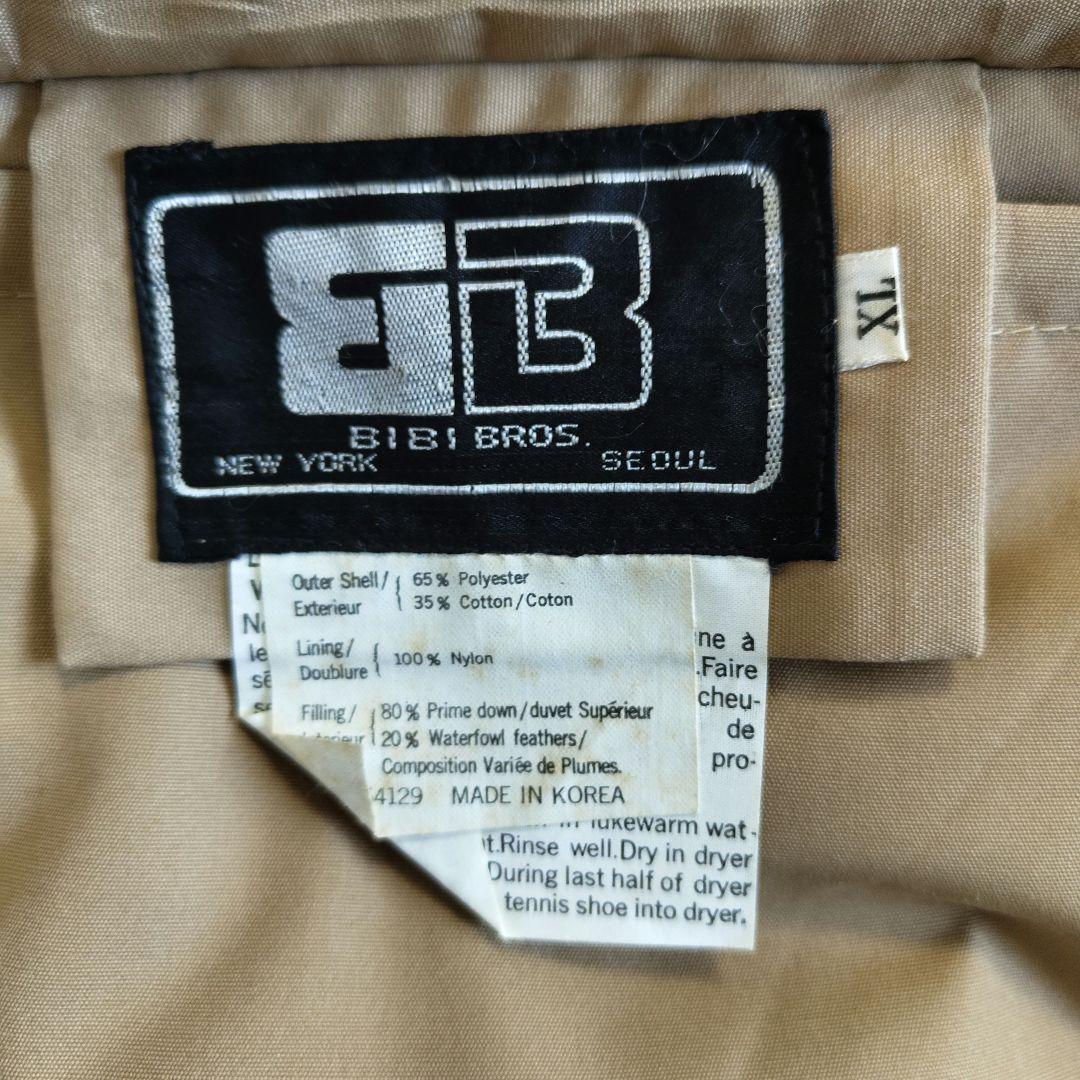 BB
BIBI BROS.
NEW YORK SEOUL
XL
Outer Shell/ 65% Polyester
Exterieur 35% Cotton/Coton
Lining/
Doublure 100% Nylon
Filling/ 80% Prime down/duvet Supérieur
20% Waterfowl feathers/
Composition Variée de Plumes.
4129 MADE IN KOREA
le
ne à
.Faire
cheu-
de
pro-
in lukewarm wat-
t.Rinse well.Dry in dryer
During last half of dryer
tennis shoe into dryer.